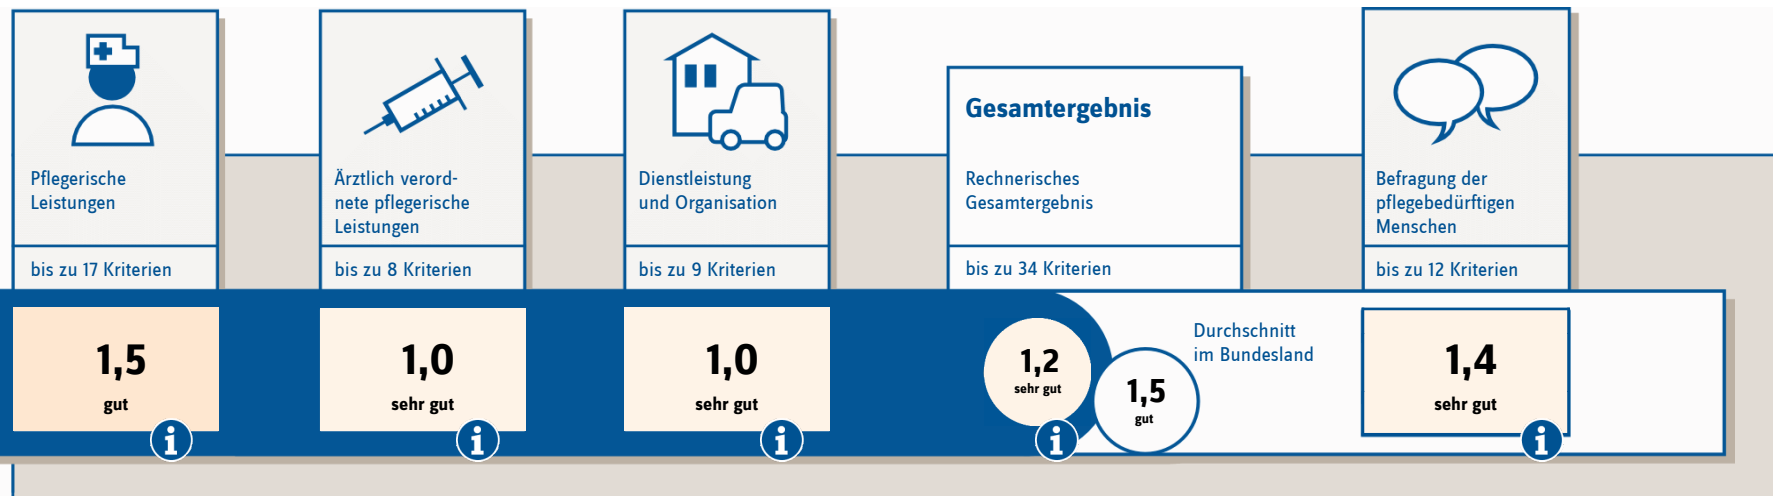 Pflegerische
Leistungen
bis zu 17 Kriterien
1,5
gut
Ärztlich verord-
nete pflegerische
Leistungen
bis zu 8 Kriterien
1,0
sehr gut
Dienstleistung
und Organisation
bis zu 9 Kriterien
1,0
sehr gut
Gesamtergebnis
Rechnerisches
Gesamtergebnis
bis zu 34 Kriterien
1,2
sehr gut
Durchschnitt
im Bundesland
1,5
gut
Befragung der
pflegebedürftigen
Menschen
bis zu 12 Kriterien
1,4
sehr gut